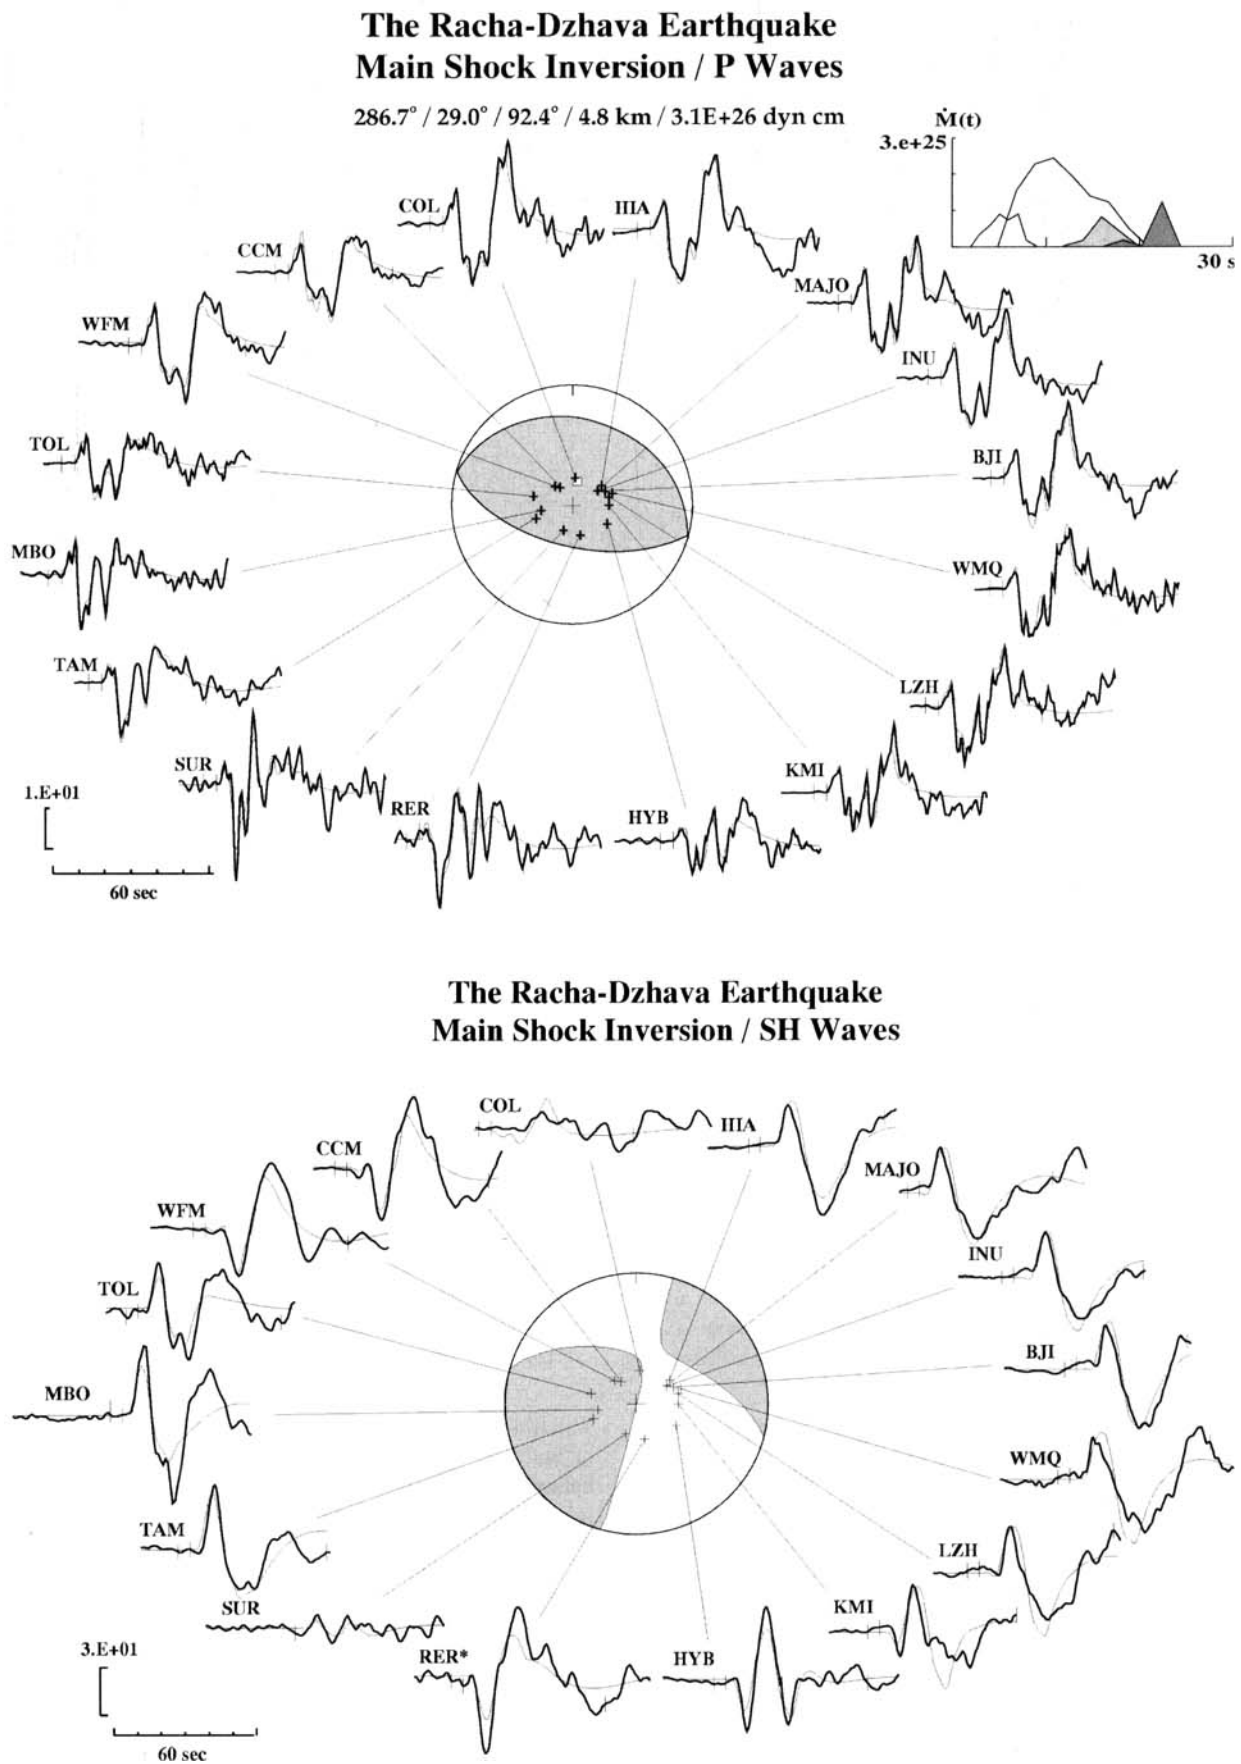 The Racha-Dzhava Earthquake
Main Shock Inversion / P Waves
286.7° / 29.0° / 92.4° / 4.8 km / 3.1E+26 dyn cm
Ṁ(t)
3.e+25
30 s
COL
HIA
CCM
MAJO
WFM
INU
TOL
BJI
MBO
WMQ
TAM
LZH
SUR
KMI
RER
HYB
1.E+01
60 sec
The Racha-Dzhava Earthquake
Main Shock Inversion / SH Waves
COL
HIA
CCM
MAJO
WFM
INU
TOL
BJI
MBO
WMQ
TAM
LZH
SUR
KMI
RER*
HYB
3.E+01
60 sec